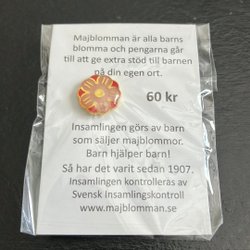 Majblomman är alla barns
blomma och pengarna går
till att ge extra stöd till barnen
på din egen ort.
60 kr
Insamlingen görs av barn
som säljer majblommor.
Barn hjälper barn!
Så har det varit sedan 1907.
Insamlingen kontrolleras av
Svensk Insamlingskontroll
www.majblomman.se